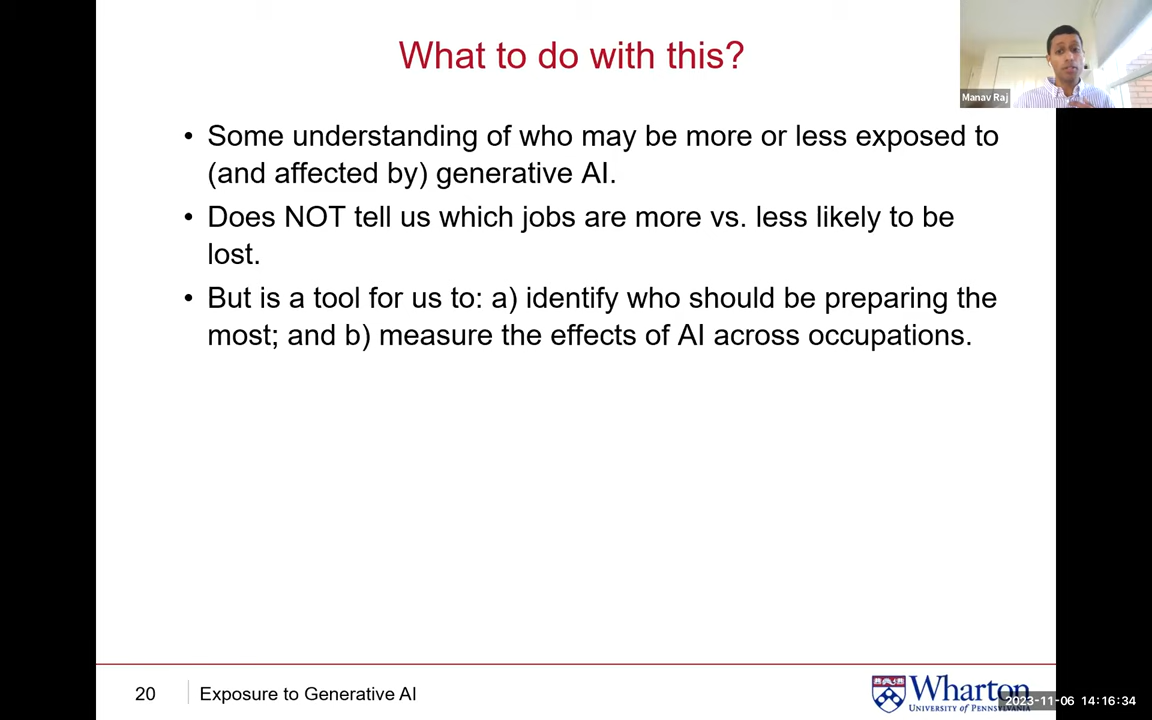 What to do with this?
Manav Raj
• Some understanding of who may be more or less exposed to
(and affected by) generative AI.
• Does NOT tell us which jobs are more vs. less likely to be
lost.
• But is a tool for us to: a) identify who should be preparing the
most; and b) measure the effects of AI across occupations.
20
Exposure to Generative AI
Wharton
UNIVERSITY of PENNSYLVANIA
2023-11-06 14:16:34